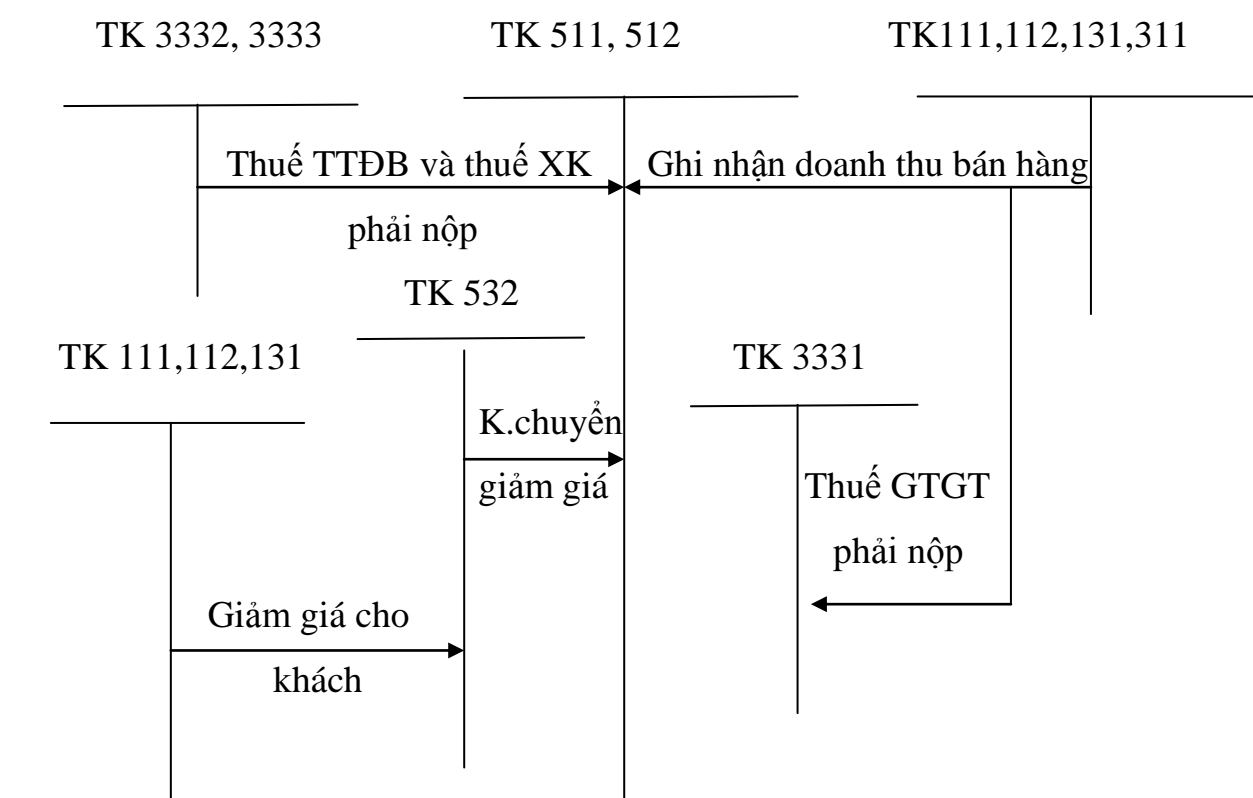 TK 3332, 3333
TK 511, 512
TK111,112,131,311
Thuế TTĐB và thuế XK
Ghi nhận doanh thu bán hàng
phải nộp
TK 532
TK 111,112,131
TK 3331
K.chuyển
giảm giá
Thuế GTGT
phải nộp
Giảm giá cho
khách